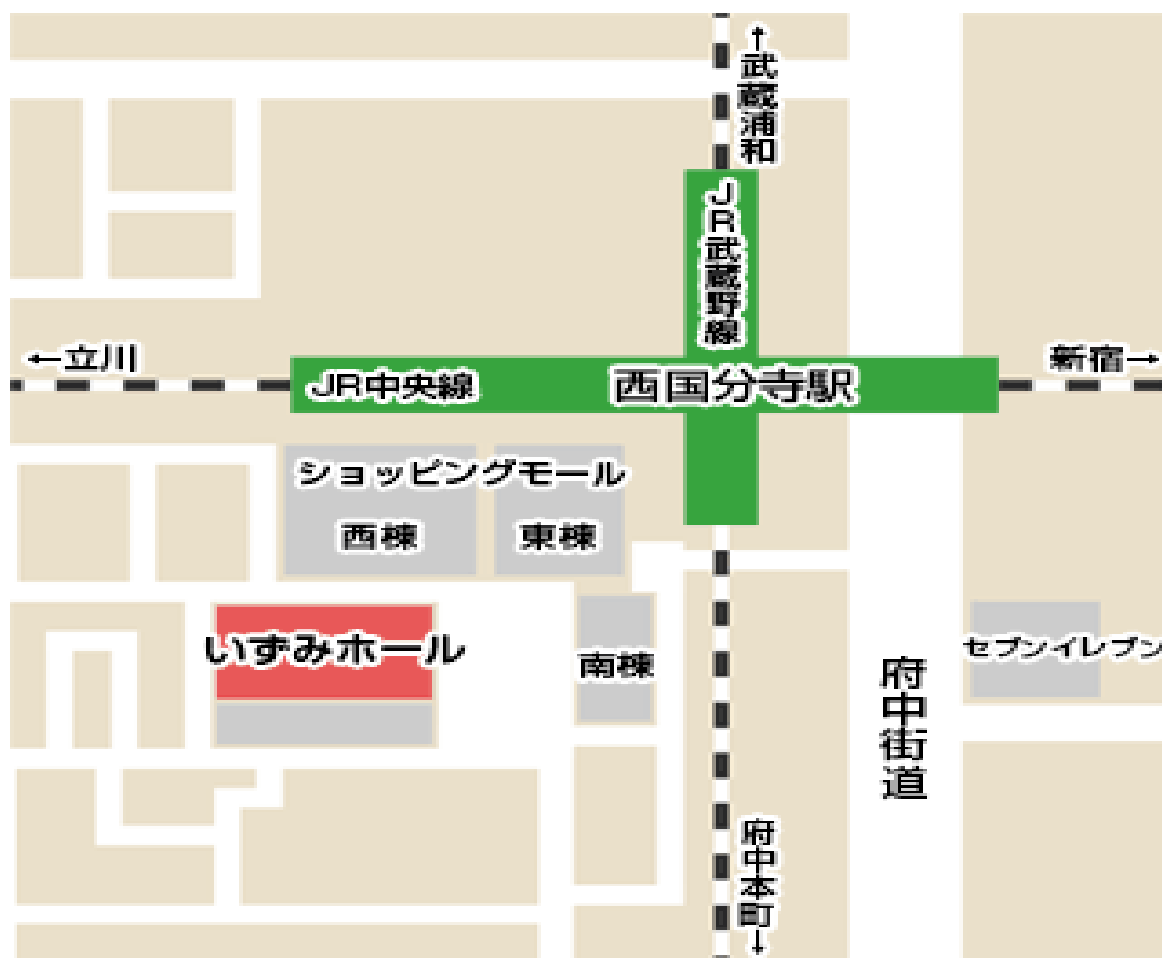 ↑武蔵浦和
JR武蔵野線
←立川
新宿→
JR中央線
西国分寺駅
ショッピングモール
西棟
東棟
いずみホール
南棟
セブンイレブン
府中街道
府中本町↓